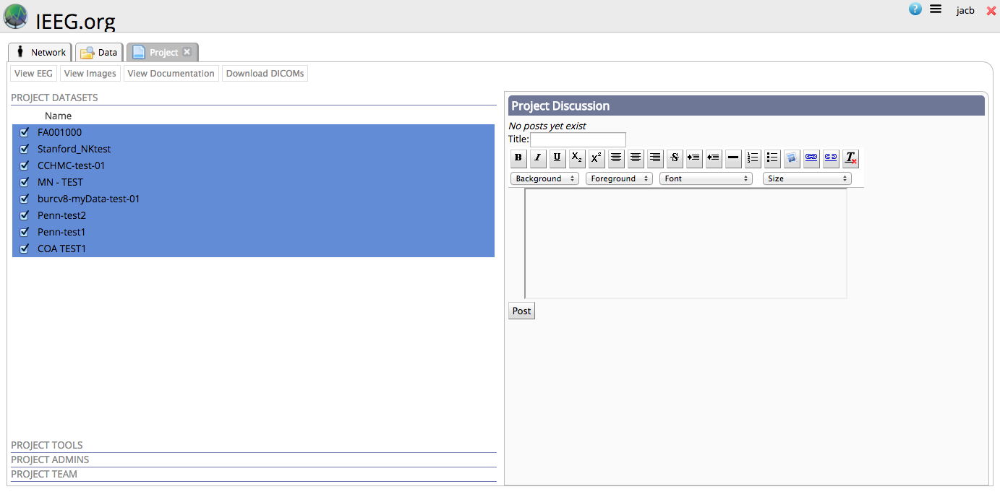 IEEG.org
? jacb
Network Data Project
View EEG View Images View Documentation Download DICOMs
PROJECT DATASETS
Name
FA001000
Stanford_NKtest
CCHMC-test-01
MN - TEST
burcv8-myData-test-01
Penn-test2
Penn-test1
COA TEST1
PROJECT TOOLS
PROJECT ADMINS
PROJECT TEAM
Project Discussion
No posts yet exist
Title:
B I U X2 X2 S T
Background Foreground Font Size
Post